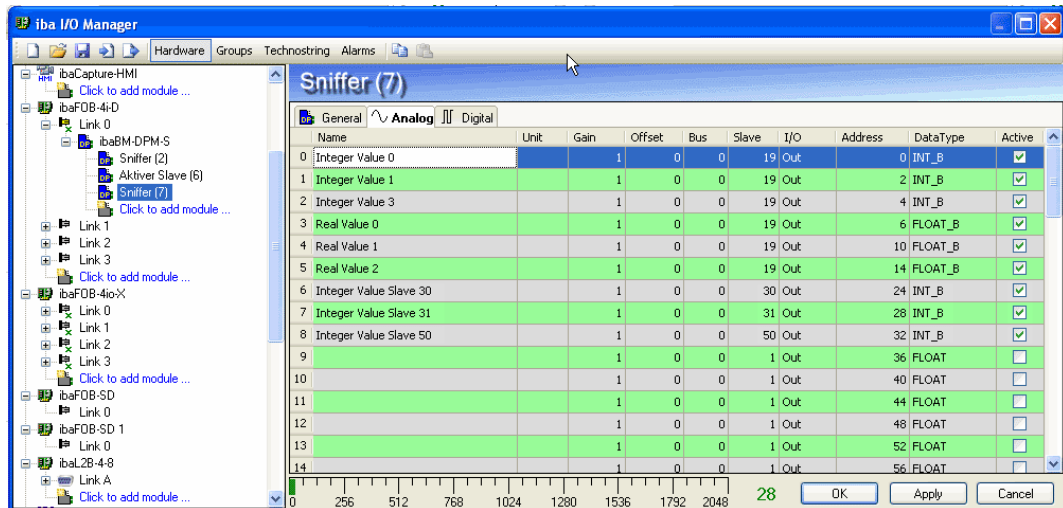 iba I/O Manager
Hardware Groups Technostring Alarms
ibaCapture-HMI
Click to add module ...
ibaFOB-4i-D
Link 0
ibaBM-DPM-S
Sniffer (2)
Aktiver Slave (6)
Sniffer (7)
Click to add module ...
Link 1
Link 2
Link 3
Click to add module ...
ibaFOB-4io-X
Link 0
Link 1
Link 2
Link 3
Click to add module ...
ibaFOB-SD
Link 0
ibaFOB-SD 1
Link 0
ibaL2B-4-8
Link A
Click to add module ...
Sniffer (7)
General Analog Digital
Name Unit Gain Offset Bus Slave I/O Address DataType Active
0 Integer Value 0 1 0 0 19 Out 0 INT_B
1 Integer Value 1 1 0 0 19 Out 2 INT_B
2 Integer Value 3 1 0 0 19 Out 4 INT_B
3 Real Value 0 1 0 0 19 Out 6 FLOAT_B
4 Real Value 1 1 0 0 19 Out 10 FLOAT_B
5 Real Value 2 1 0 0 19 Out 14 FLOAT_B
6 Integer Value Slave 30 1 0 0 30 Out 24 INT_B
7 Integer Value Slave 31 1 0 0 31 Out 28 INT_B
8 Integer Value Slave 50 1 0 0 50 Out 32 INT_B
9 1 0 0 1 Out 36 FLOAT
10 1 0 0 1 Out 40 FLOAT
11 1 0 0 1 Out 44 FLOAT
12 1 0 0 1 Out 48 FLOAT
13 1 0 0 1 Out 52 FLOAT
14 1 0 0 1 Out 56 FLOAT
0 256 512 768 1024 1280 1536 1792 2048 28 OK Apply Cancel